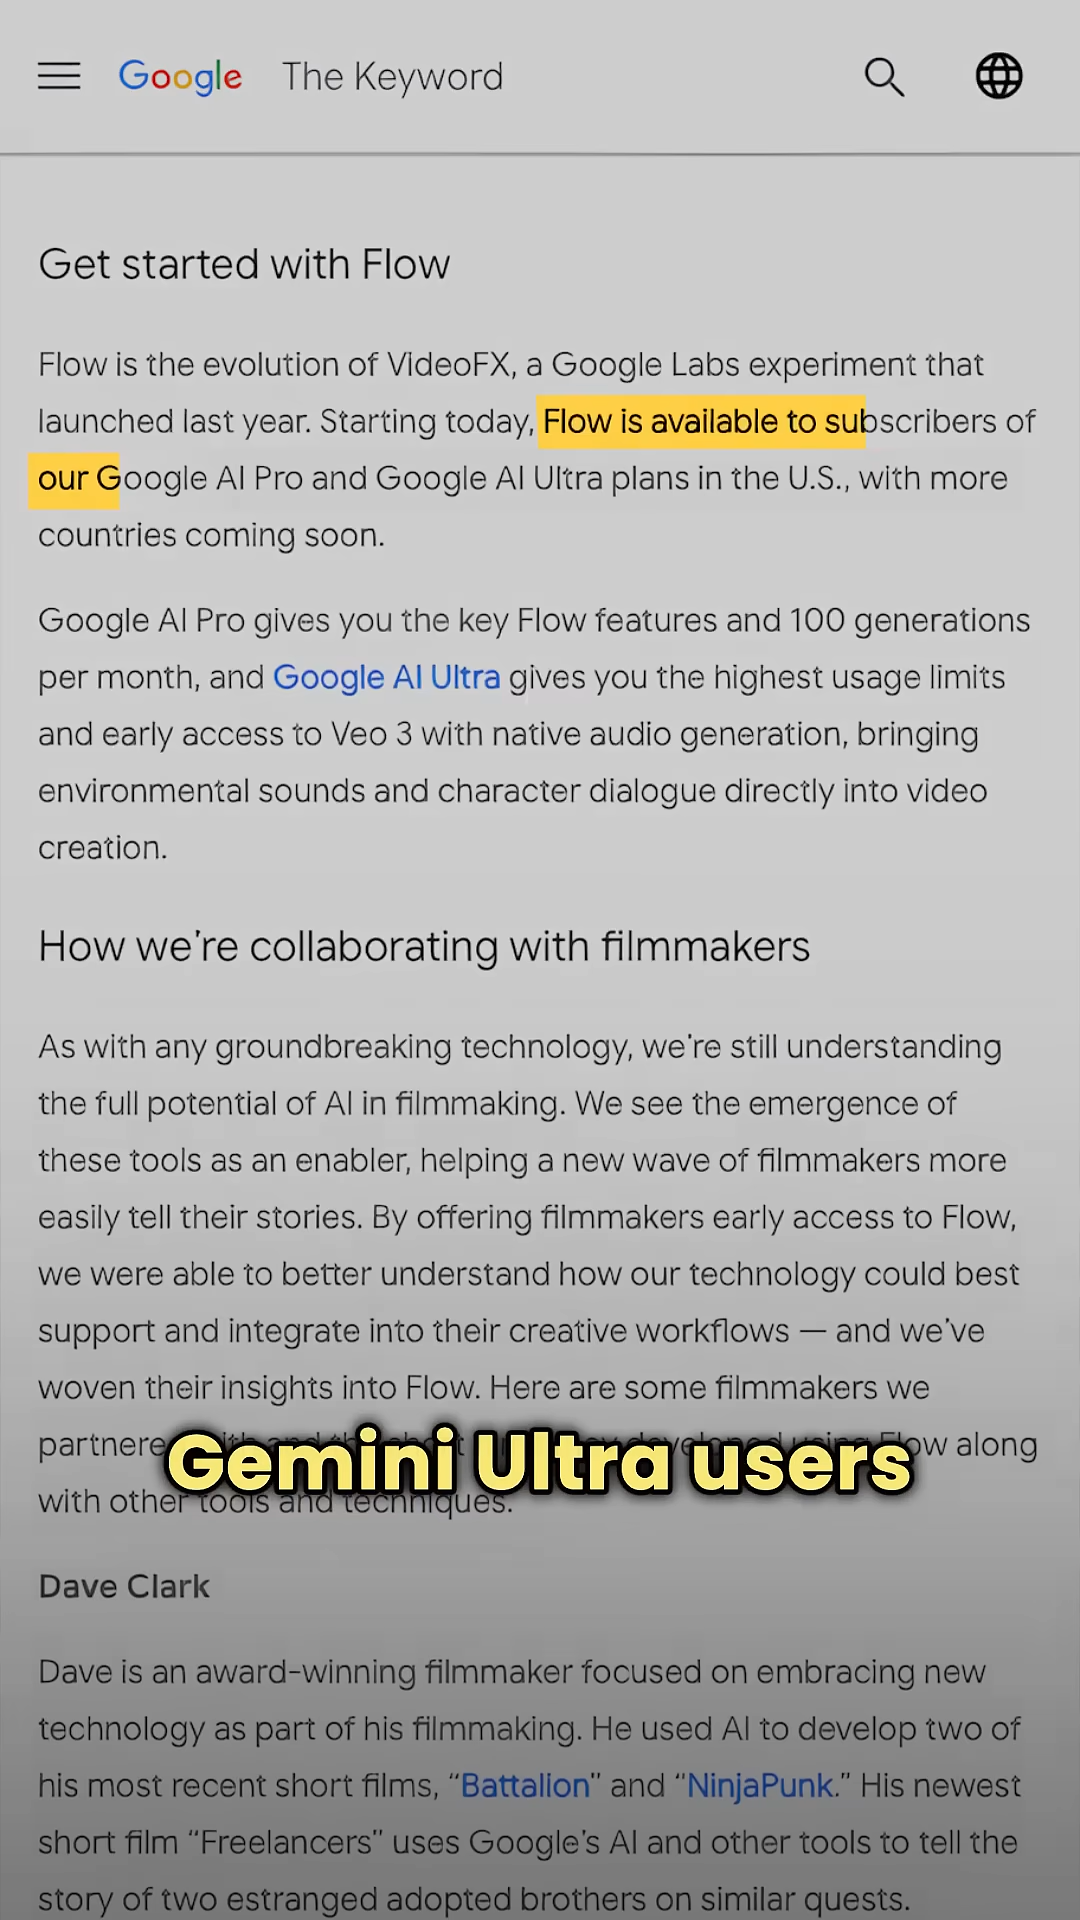 Google The Keyword
Get started with Flow
Flow is the evolution of VideoFX, a Google Labs experiment that
launched last year. Starting today, Flow is available to subscribers of
our Google AI Pro and Google AI Ultra plans in the U.S., with more
countries coming soon.
Google AI Pro gives you the key Flow features and 100 generations
per month, and Google AI Ultra gives you the highest usage limits
and early access to Veo 3 with native audio generation, bringing
environmental sounds and character dialogue directly into video
creation.
How we're collaborating with filmmakers
As with any groundbreaking technology, we're still understanding
the full potential of AI in filmmaking. We see the emergence of
these tools as an enabler, helping a new wave of filmmakers more
easily tell their stories. By offering filmmakers early access to Flow,
we were able to better understand how our technology could best
support and integrate into their creative workflows — and we've
woven their insights into Flow. Here are some filmmakers we
with and developed using Flow along
Gemini Ultra users
with other tools and techniques.
Dave Clark
Dave is an award-winning filmmaker focused on embracing new
technology as part of his filmmaking. He used AI to develop two of
his most recent short films, “Battalion” and “NinjaPunk.” His newest
short film “Freelancers” uses Google's AI and other tools to tell the
story of two estranged adopted brothers on similar quests.